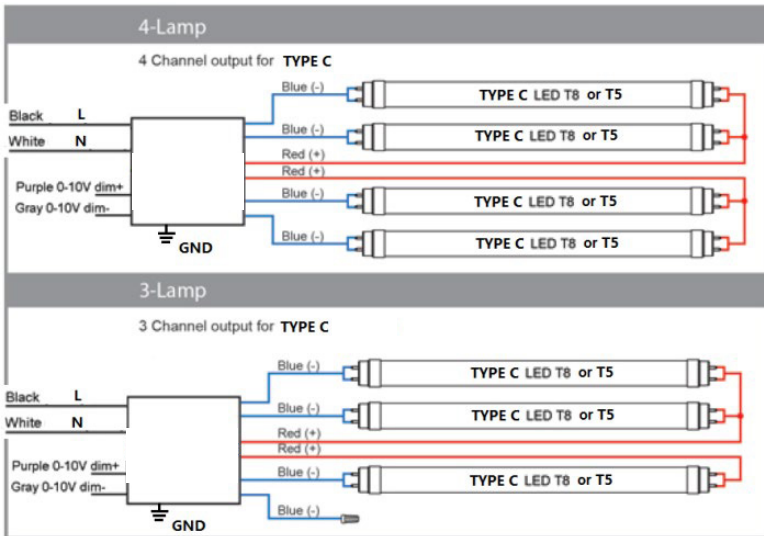 4-Lamp
4 Channel output for TYPE C
Blue (-)
TYPE C LED T8 or T5
Black L
Blue (-)
TYPE C LED T8 or T5
White N
Red (+)
Red (+)
Purple 0-10V dim+
Blue (-)
TYPE C LED T8 or T5
Gray 0-10V dim-
Blue (-)
TYPE C LED T8 or T5
GND
3-Lamp
3 Channel output for TYPE C
Blue (-)
TYPE C LED T8 or T5
Black L
Blue (-)
TYPE C LED T8 or T5
White N
Red (+)
Red (+)
Purple 0-10V dim+
Blue (-)
TYPE C LED T8 or T5
Gray 0-10V dim-
Blue (-)
GND